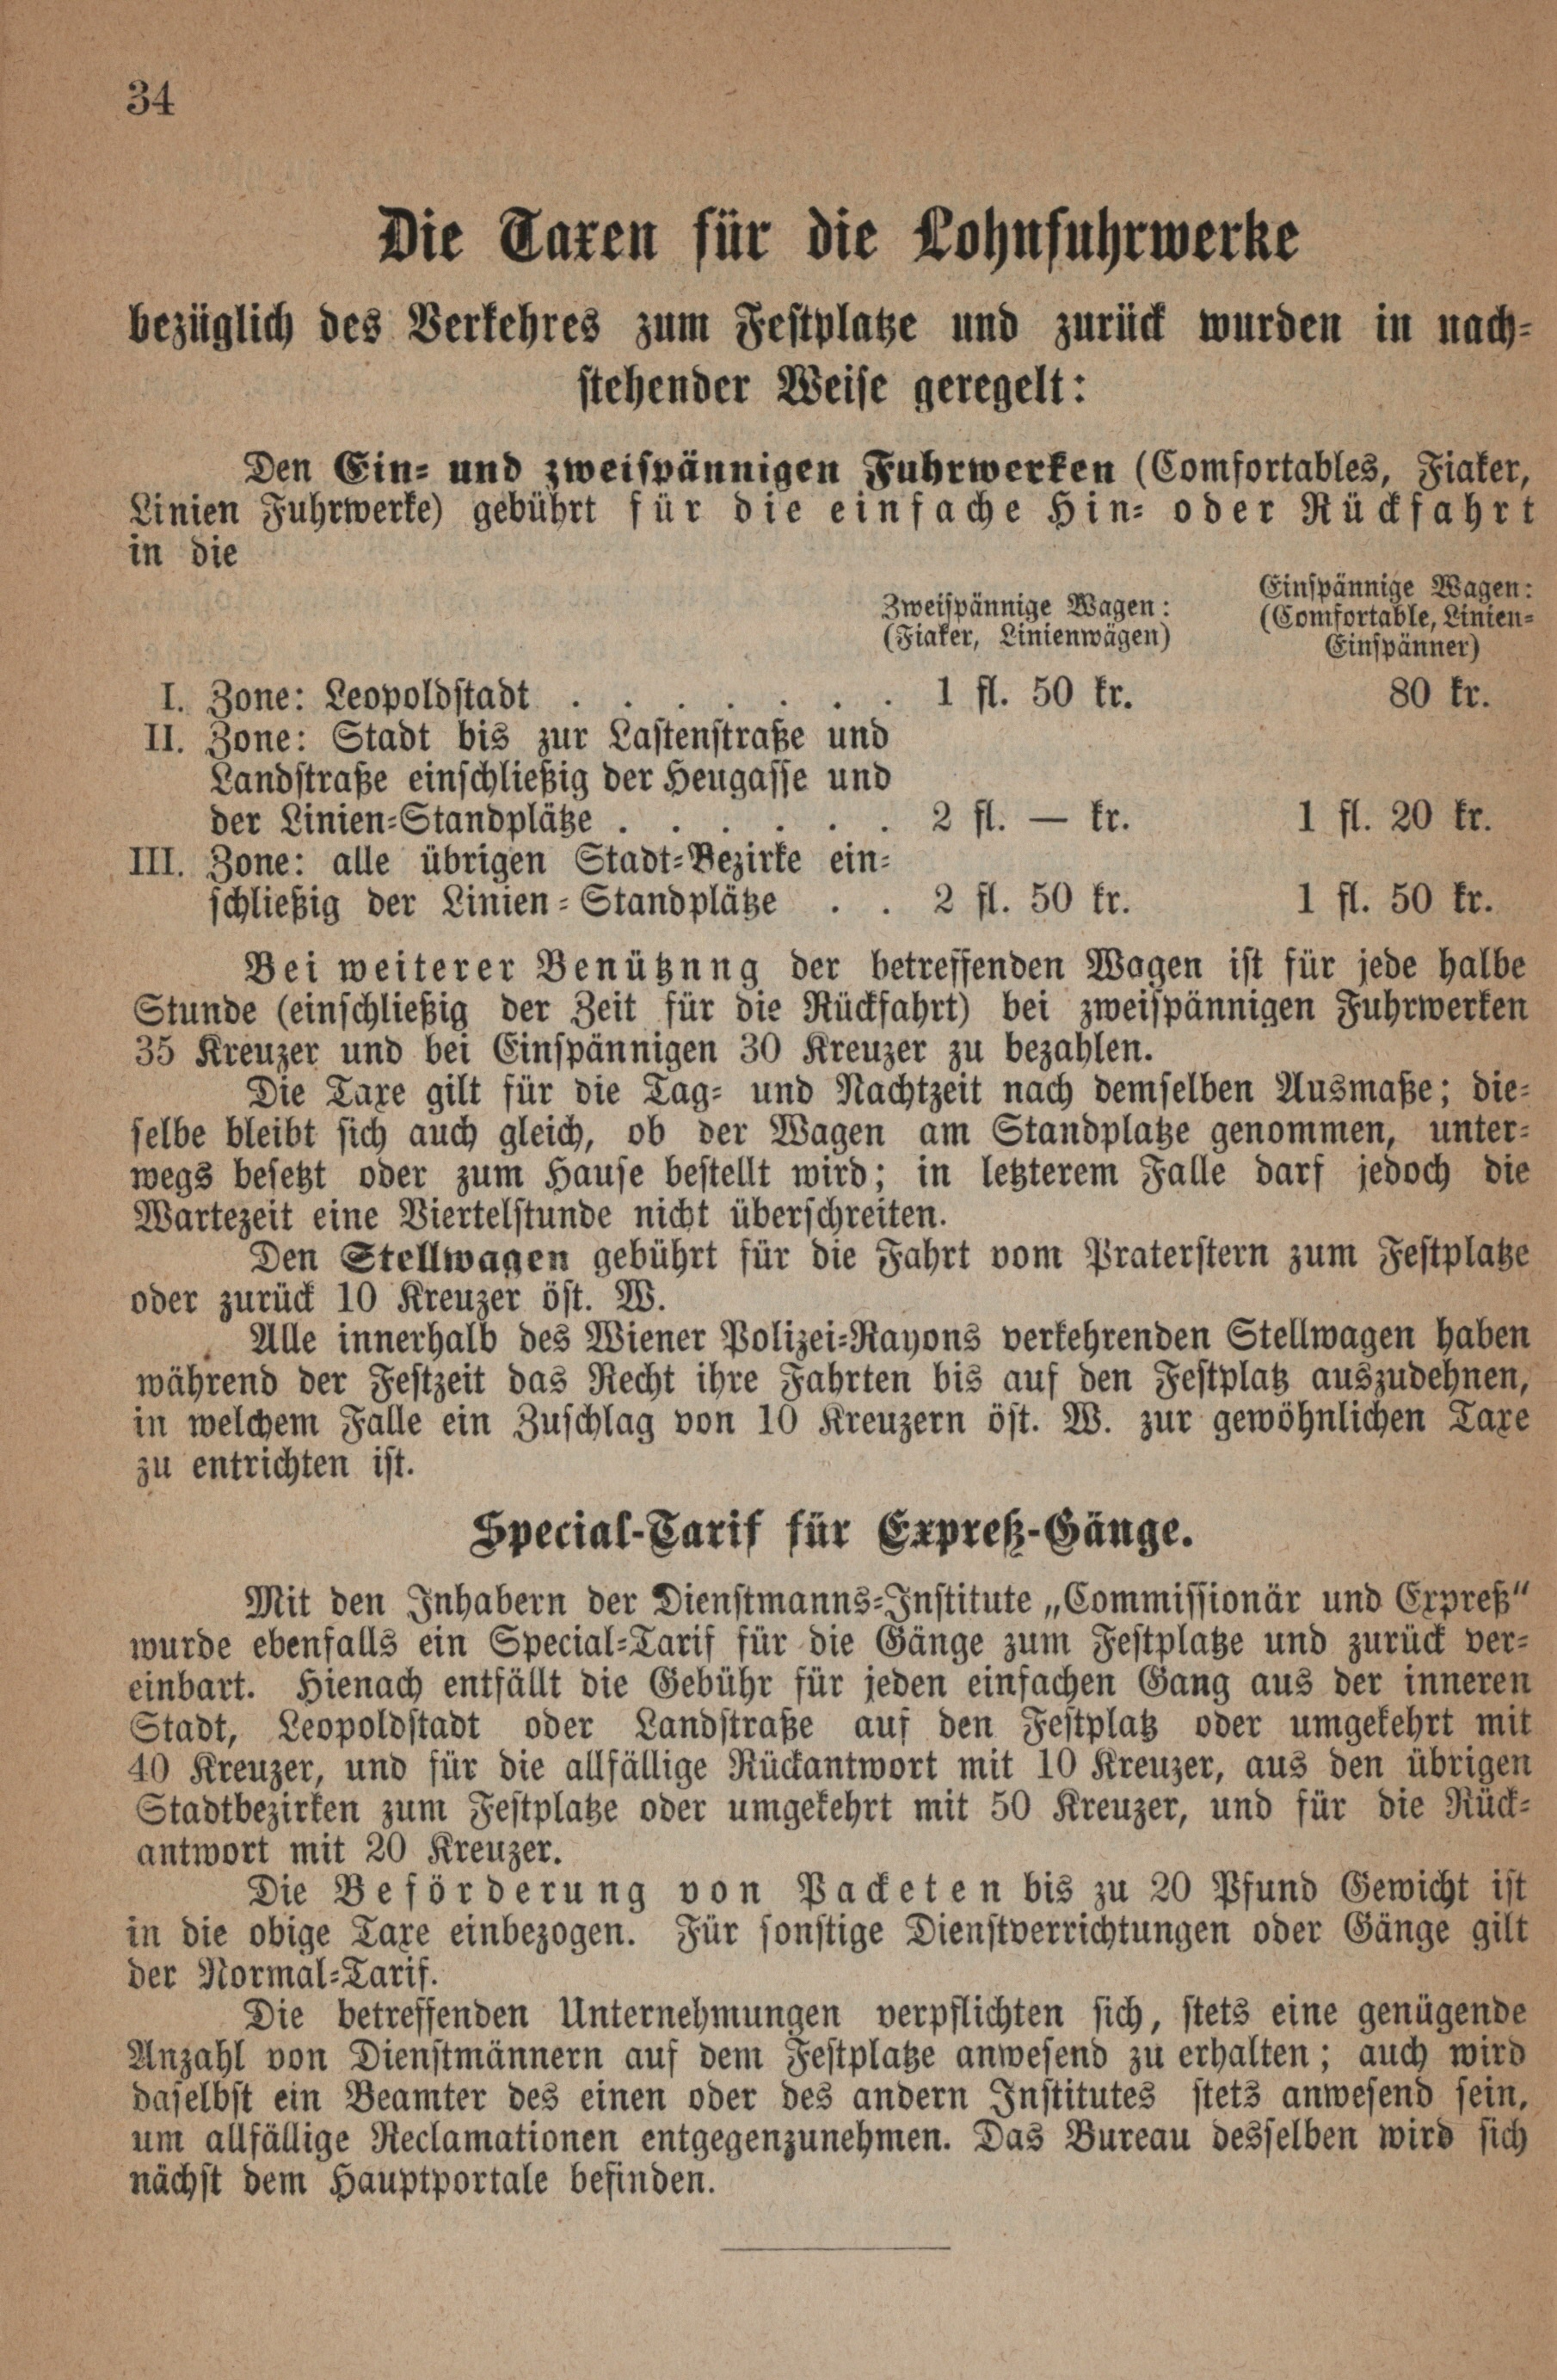 34
Die Taxen für die Lohnfuhrwerke
bezüglich des Verkehres zum Festplatze und zurück wurden in nach-
stehender Weise geregelt:
Den Ein- und zweispännigen Fuhrwerken (Comfortables, Fiaker,
Linien Fuhrwerke) gebührt für die einfache Hin- oder Rückfahrt
in die
Zweispännige Wagen: (Fiaker, Linienwägen)
Einspännige Wagen: (Comfortable, Linien-Einspänner)
I. Zone: Leopoldstadt . . . . . . . 1 fl. 50 kr. 80 kr.
II. Zone: Stadt bis zur Lastenstraße und
Landstraße einschließig der Heugasse und
der Linien-Standplätze . . . . . . 2 fl. — kr. 1 fl. 20 kr.
III. Zone: alle übrigen Stadt-Bezirke ein-
schließig der Linien-Standplätze . . 2 fl. 50 kr. 1 fl. 50 kr.
Bei weiterer Benütznng der betreffenden Wagen ist für jede halbe
Stunde (einschließig der Zeit für die Rückfahrt) bei zweispännigen Fuhrwerken
35 Kreuzer und bei Einspännigen 30 Kreuzer zu bezahlen.
Die Taxe gilt für die Tag- und Nachtzeit nach demselben Ausmaße; die-
selbe bleibt sich auch gleich, ob der Wagen am Standplatze genommen, unter-
wegs besetzt oder zum Hause bestellt wird; in letzterem Falle darf jedoch die
Wartezeit eine Viertelstunde nicht überschreiten.
Den Stellwagen gebührt für die Fahrt vom Praterstern zum Festplatze
oder zurück 10 Kreuzer öst. W.
Alle innerhalb des Wiener Polizei-Rayons verkehrenden Stellwagen haben
während der Festzeit das Recht ihre Fahrten bis auf den Festplatz auszudehnen,
in welchem Falle ein Zuschlag von 10 Kreuzern öst. W. zur gewöhnlichen Taxe
zu entrichten ist.
Special-Tarif für Expreß-Gänge.
Mit den Inhabern der Dienstmanns-Institute „Commissionär und Expreß“
wurde ebenfalls ein Special-Tarif für die Gänge zum Festplatze und zurück ver-
einbart. Hienach entfällt die Gebühr für jeden einfachen Gang aus der inneren
Stadt, Leopoldstadt oder Landstraße auf den Festplatz oder umgekehrt mit
40 Kreuzer, und für die allfällige Rückantwort mit 10 Kreuzer, aus den übrigen
Stadtbezirken zum Festplatze oder umgekehrt mit 50 Kreuzer, und für die Rück-
antwort mit 20 Kreuzer.
Die Beförderung von Packeten bis zu 20 Pfund Gewicht ist
in die obige Taxe einbezogen. Für sonstige Dienstverrichtungen oder Gänge gilt
der Normal-Tarif.
Die betreffenden Unternehmungen verpflichten sich, stets eine genügende
Anzahl von Dienstmännern auf dem Festplatze anwesend zu erhalten; auch wird
daselbst ein Beamter des einen oder des andern Institutes stets anwesend sein,
um allfällige Reclamationen entgegenzunehmen. Das Bureau desselben wird sich
nächst dem Hauptportale befinden.